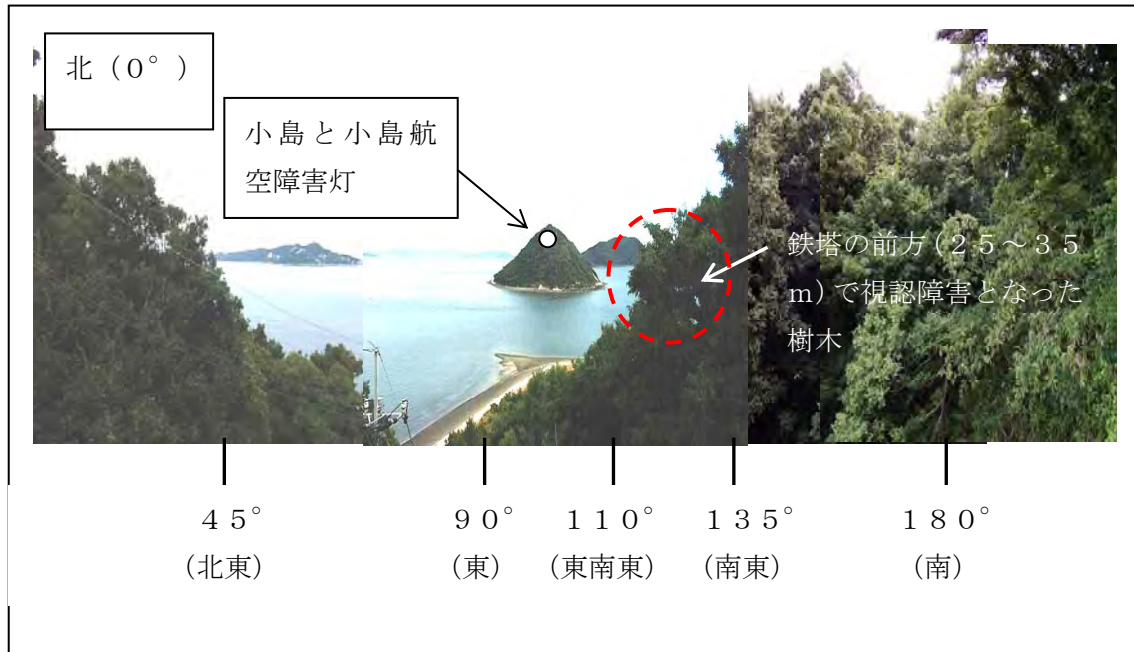 北（０°）
小島と小島航
空障害灯
鉄塔の前方（２５～３５
ｍ）で視認障害となった
樹木
４５°
（北東）
９０°
（東）
１１０°
（東南東）
１３５°
（南東）
１８０°
（南）